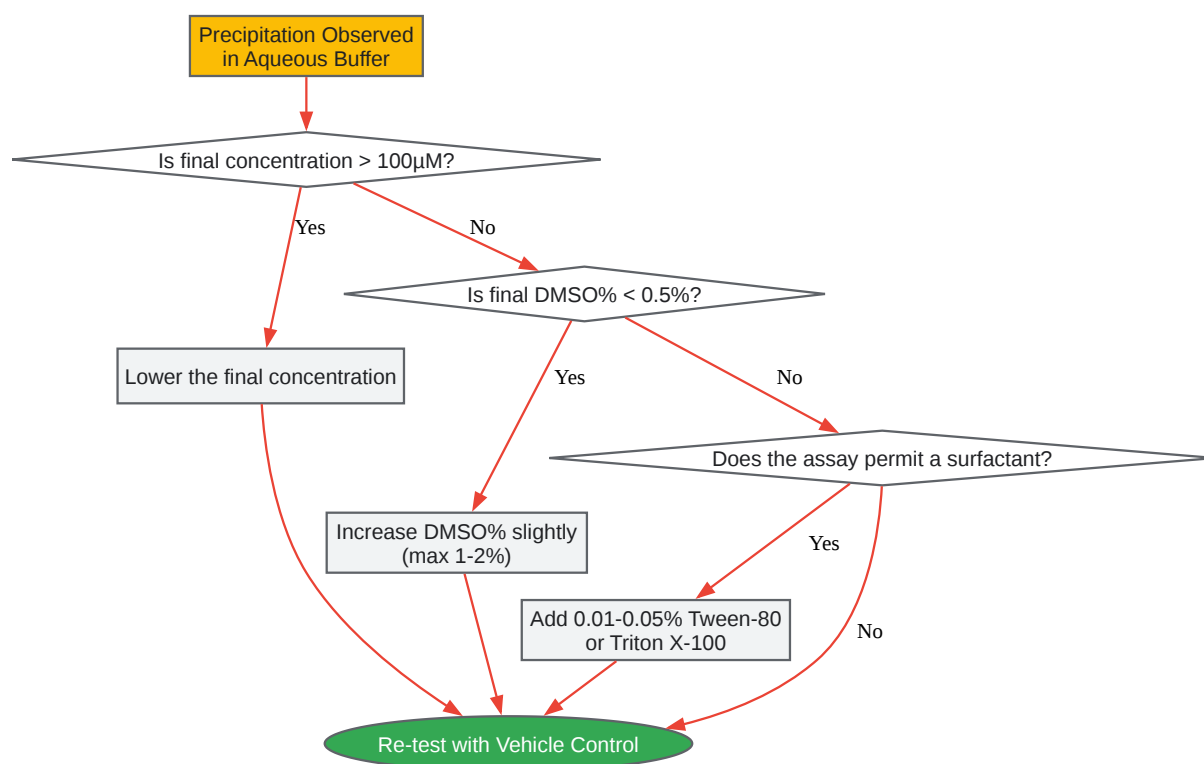 Precipitation Observed
in Aqueous Buffer
Is final concentration > 100µM?
Yes
No
Is final DMSO% < 0.5%?
Lower the final concentration
Yes
No
Does the assay permit a surfactant?
Increase DMSO% slightly
(max 1-2%)
Yes
Add 0.01-0.05% Tween-80
or Triton X-100
No
Re-test with Vehicle Control